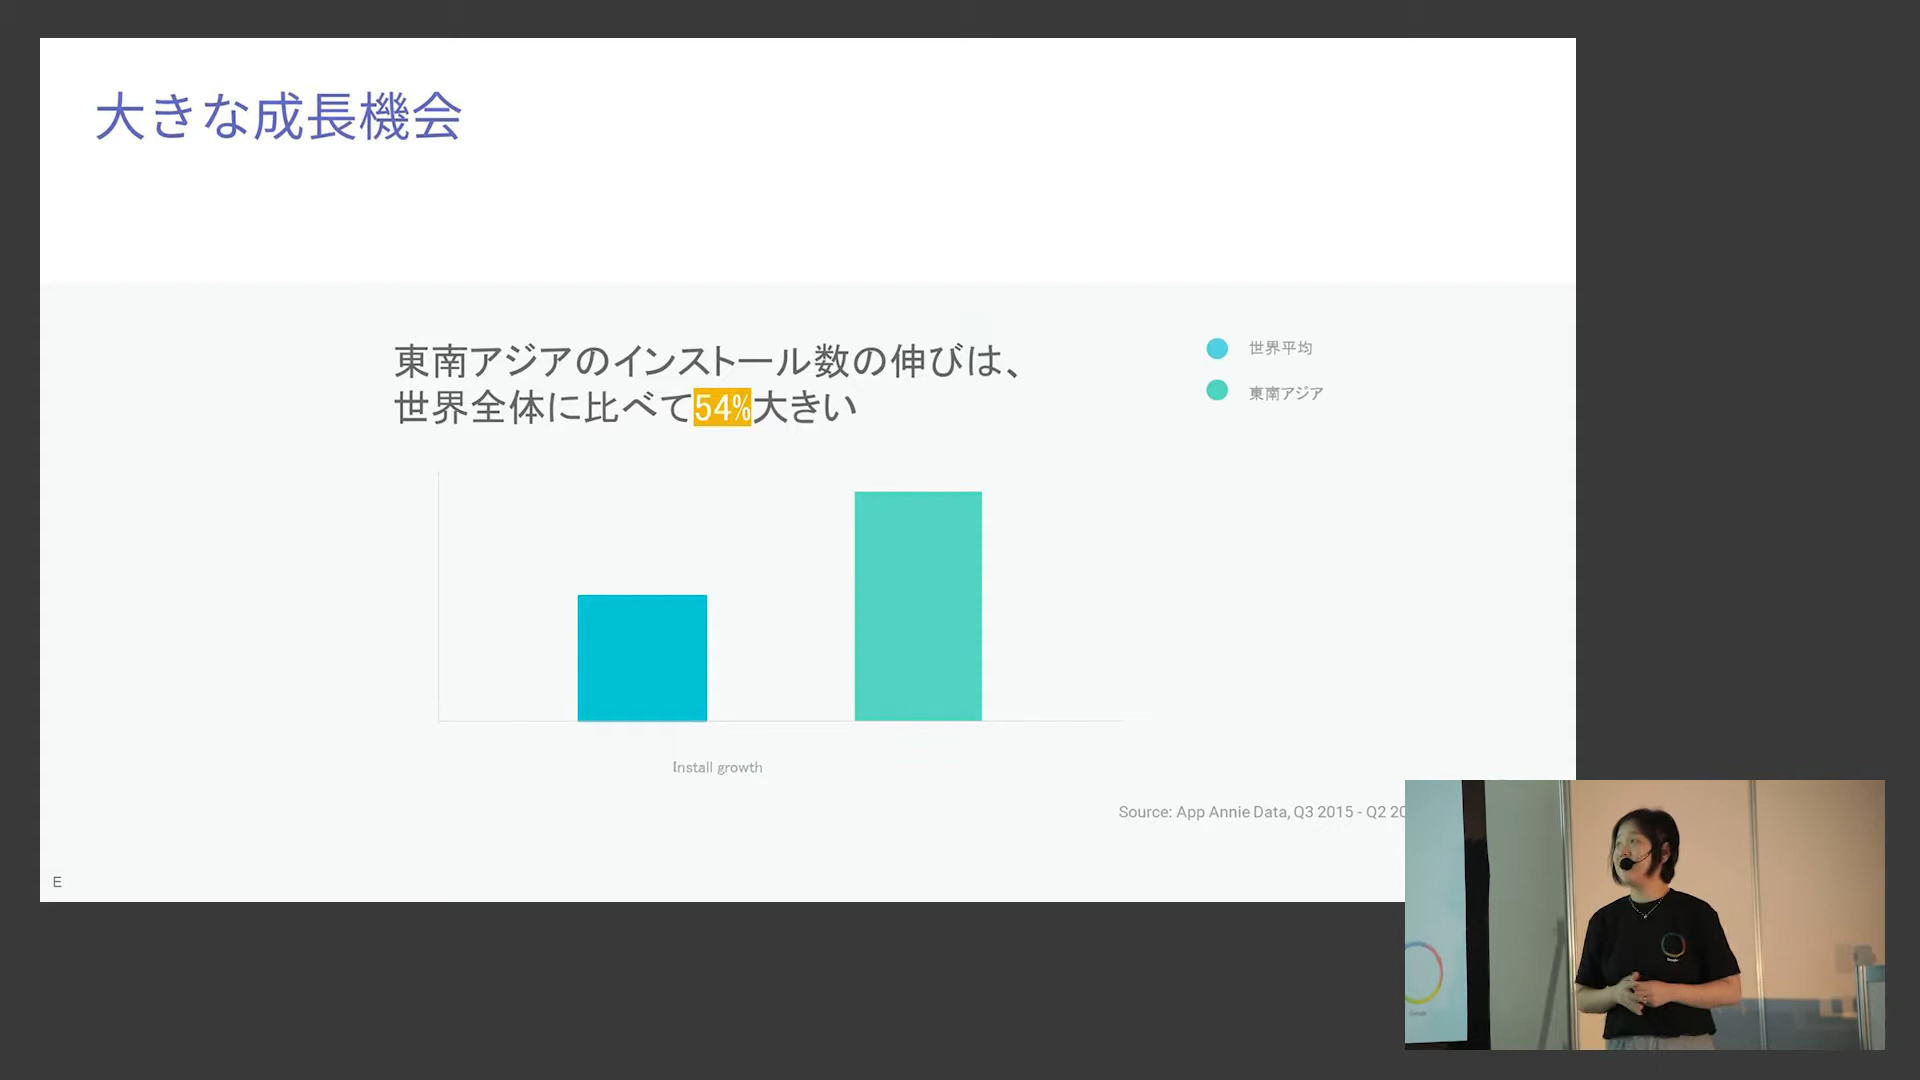 大きな成長機会
東南アジアのインストール数の伸びは、
世界全体に比べて54%大きい
世界平均
東南アジア
Install growth
Source: App Annie Data, Q3 2015 - Q2 20
E
Google